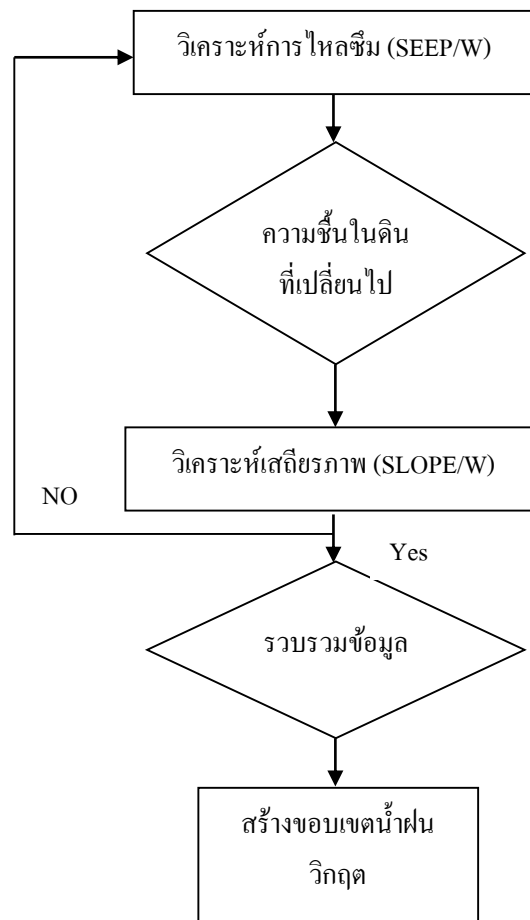 วิเคราะห์การไหลซึม (SEEP/W)
ความชื้นในดิน
ที่เปลี่ยนไป
วิเคราะห์เสถียรภาพ (SLOPE/W)
NO
Yes
รวบรวมข้อมูล
สร้างขอบเขตน้ำฝน
วิกฤต